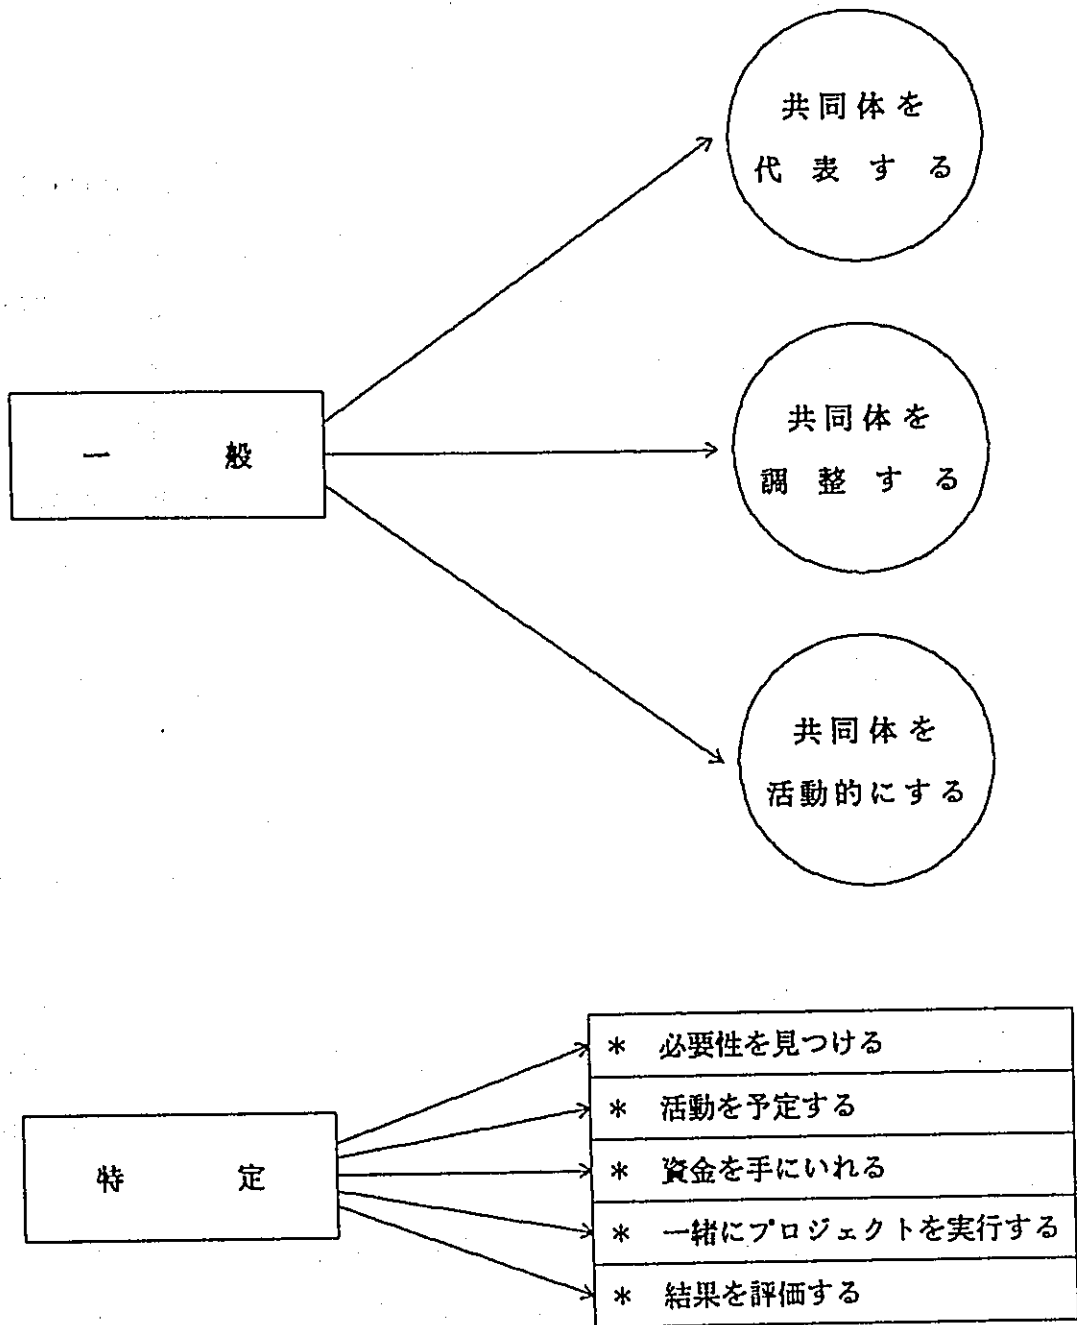 共同体を
代表する
一般
共同体を
調整する
共同体を
活動的にする
特定
* 必要性を見つける
* 活動を予定する
* 資金を手にいれる
* 一緒にプロジェクトを実行する
* 結果を評価する